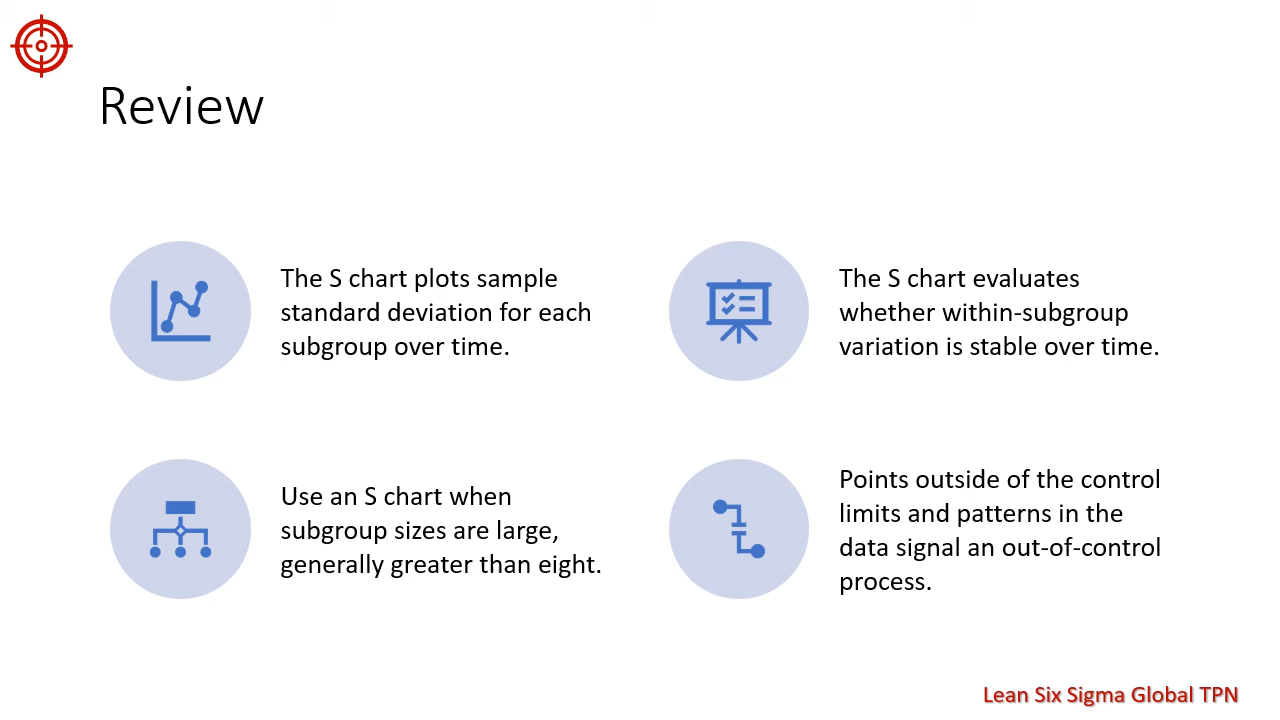 Review
The S chart plots sample
standard deviation for each
subgroup over time.
The S chart evaluates
whether within-subgroup
variation is stable over time.
Use an S chart when
subgroup sizes are large,
generally greater than eight.
Points outside of the control
limits and patterns in the
data signal an out-of-control
process.
Lean Six Sigma Global TPN